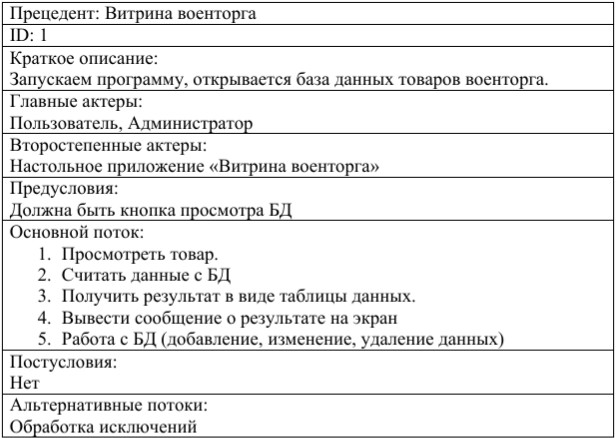 Прецедент: Витрина военторга
ID: 1
Краткое описание:
Запускаем программу, открывается база данных товаров военторга.
Главные актеры:
Пользователь, Администратор
Второстепенные актеры:
Настольное приложение «Витрина военторга»
Предусловия:
Должна быть кнопка просмотра БД
Основной поток:
1. Просмотреть товар.
2. Считать данные с БД
3. Получить результат в виде таблицы данных.
4. Вывести сообщение о результате на экран
5. Работа с БД (добавление, изменение, удаление данных)
Постусловия:
Нет
Альтернативные потоки:
Обработка исключений